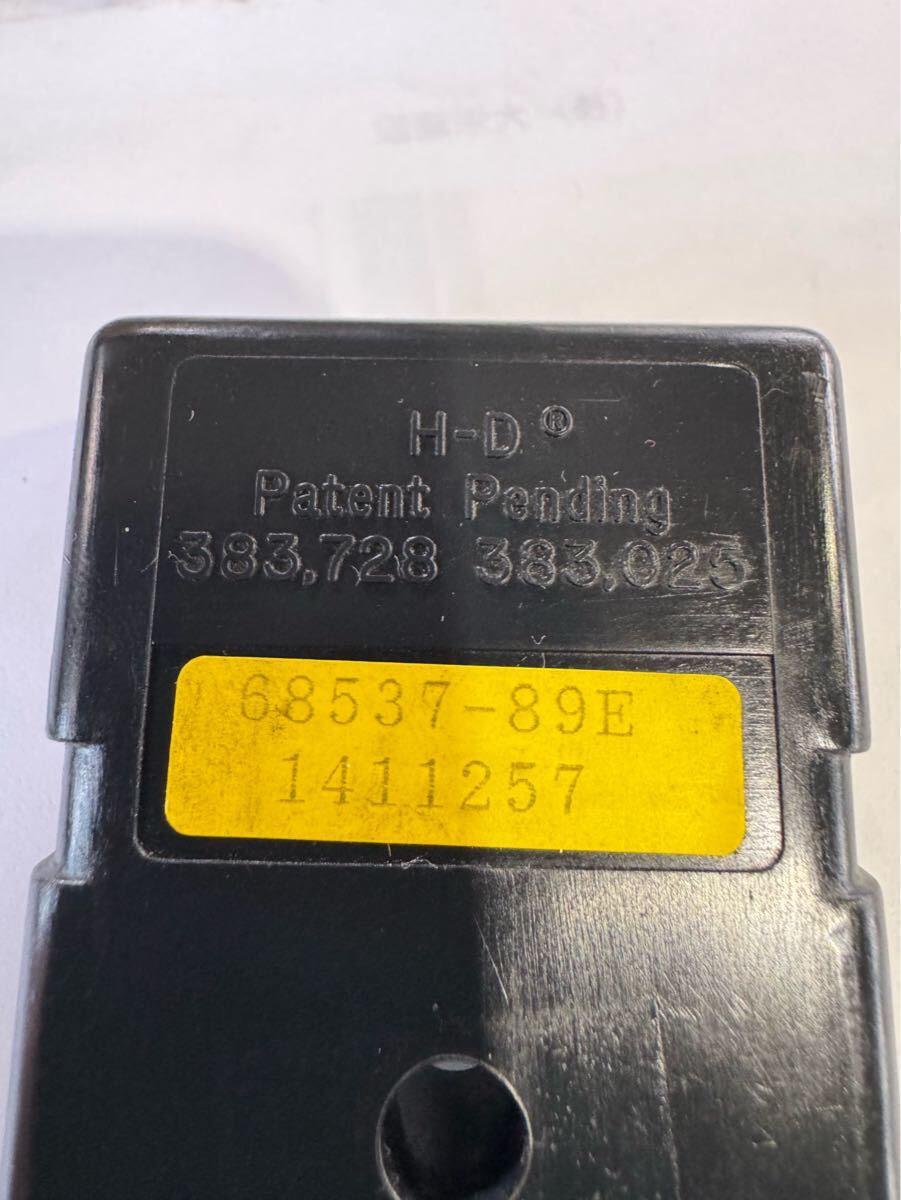 H-D®
Patent Pending
383,728 383,025
68537-89E
1411257